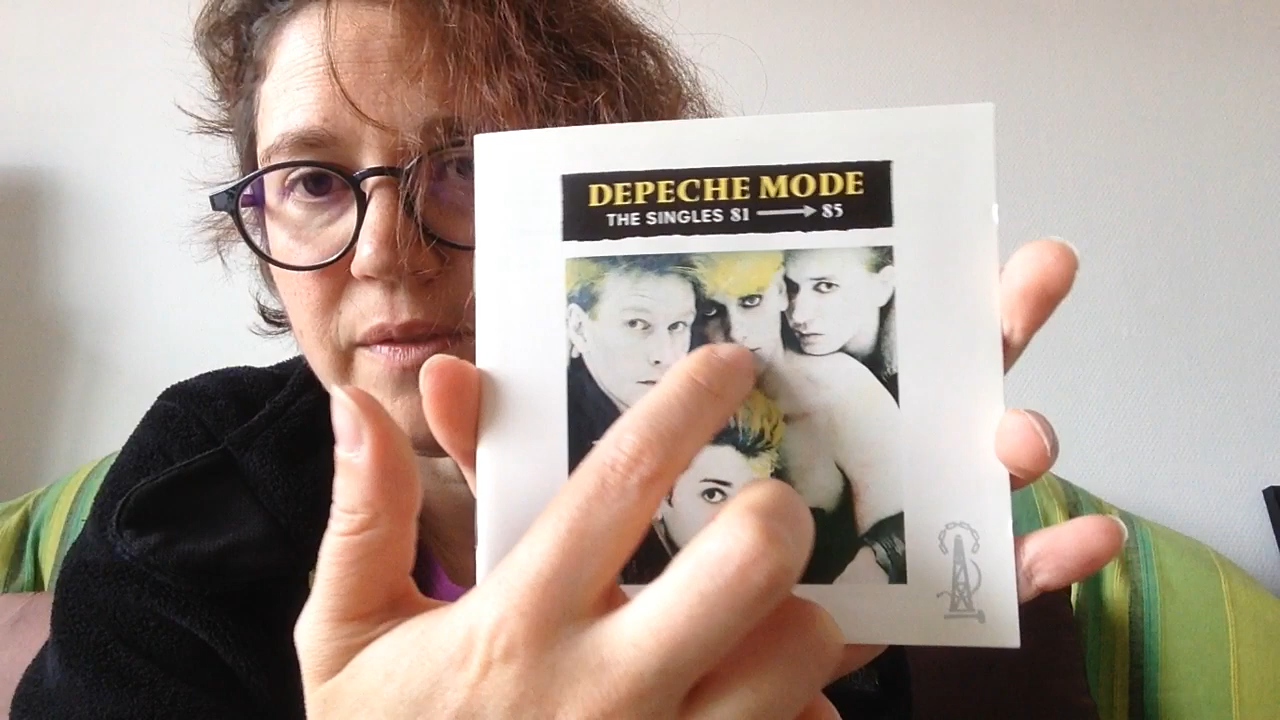 DEPECHE MODE
THE SINGLES 81 → 85